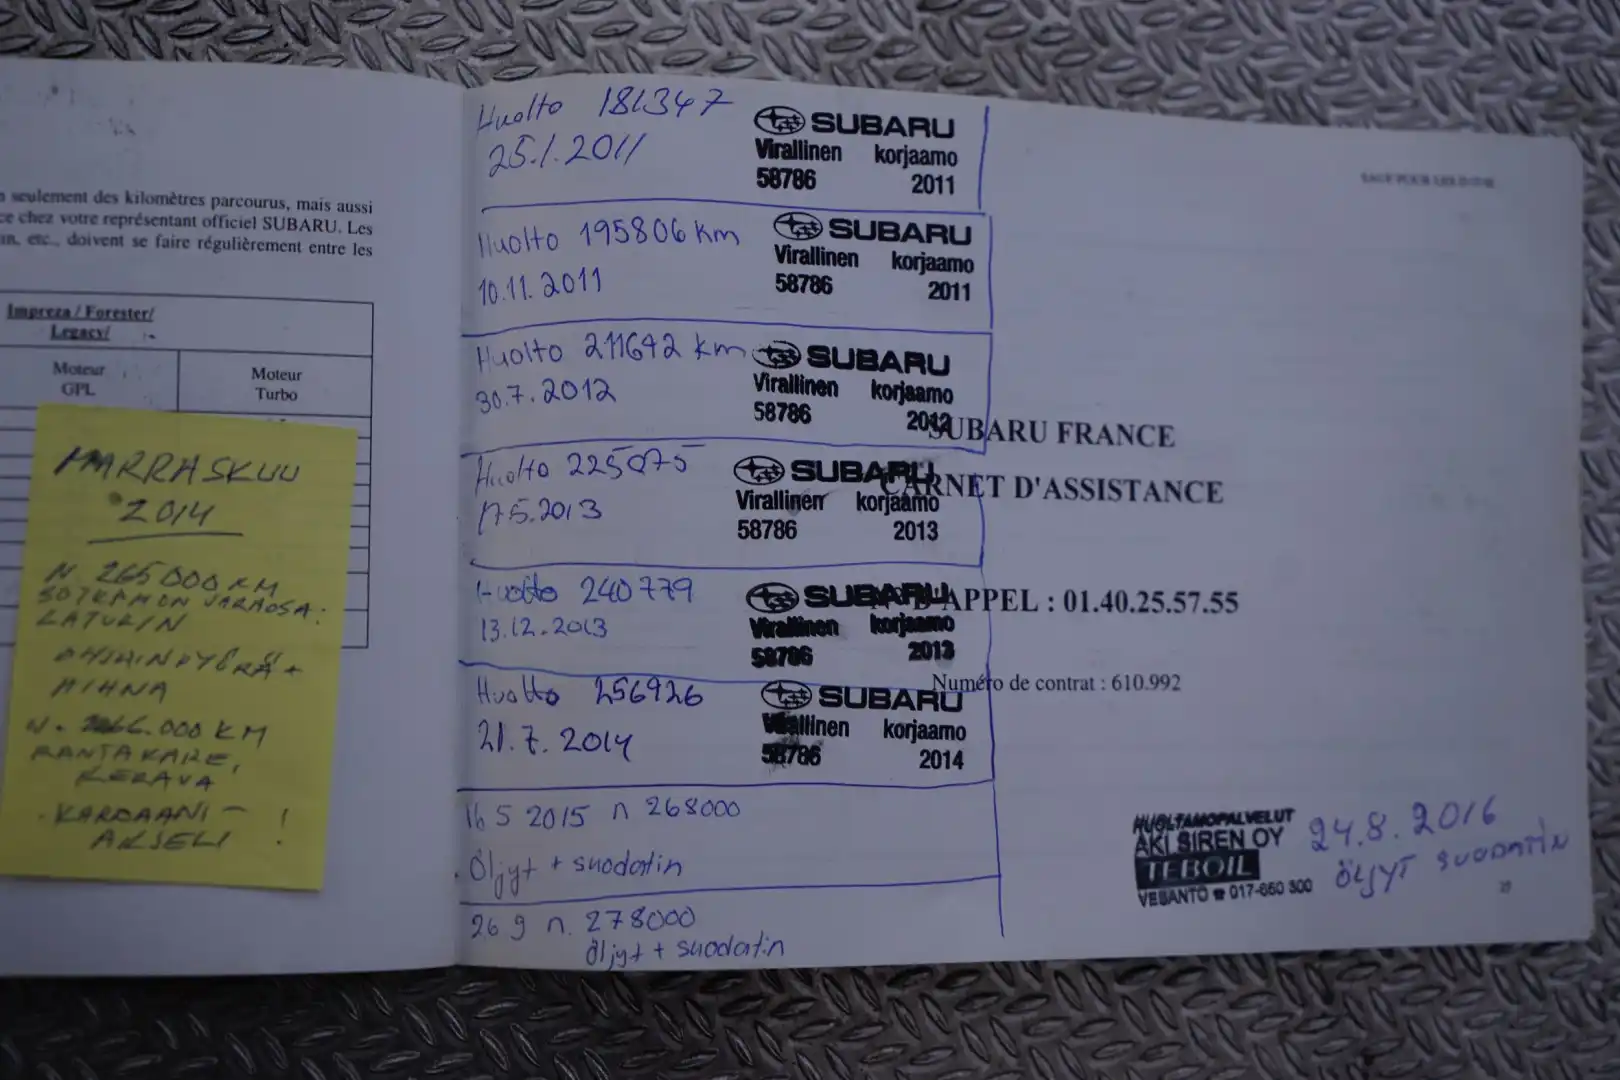 seulement des kilomètres parcourus, mais aussi
ce chez votre représentant officiel SUBARU. Les
etc., doivent se faire régulièrement entre les
Impreza / Forester/
Legacy/
Moteur
GPL
Moteur
Turbo
MARRASKUU
2014
N. 265000 KM
SOTKAMON VARAOSA:
LATURIN
OHJAINPYÖRÄ +
HIHNA
N. 266.000 KM
RANTAKARE,
KERAVA
KARDAANI- !
AKSELI
Huolto 181347
25.1.2011
SUBARU
Virallinen korjaamo
58786 2011
Huolto 195806 km
10.11.2011
SUBARU
Virallinen korjaamo
58786 2011
Huolto 211642 km
30.7.2012
SUBARU
Virallinen korjaamo
58786 2012
Huolto 225075
17.5.2013
SUBARU
Virallinen korjaamo
58786 2013
Huolto 240779
13.12.2013
SUBARU
Virallinen korjaamo
58786 2013
Huolto 256926
21.7.2014
SUBARU
Virallinen korjaamo
58786 2014
16 5 2015 n 268000
Öljyt + suodatin
26 9 n. 278000
öljyt + suodatin
SUBARU FRANCE
CARNET D'ASSISTANCE
D'APPEL : 01.40.25.57.55
Numéro de contrat : 610.992
HUOLTAMOPALVELUT
AKI SIREN OY
TEBOIL
VESANTO ☎ 017-650 300
24.8.2016
ÖLJYT SUODATIN